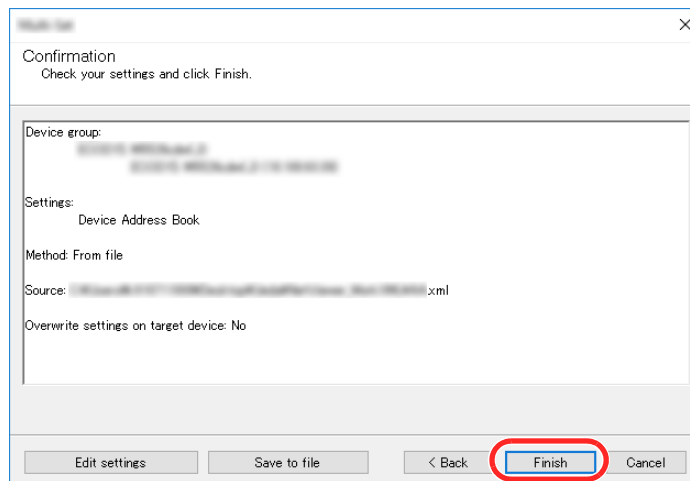 Confirmation
Check your settings and click Finish.
Device group:
Settings:
Device Address Book
Method: From file
Source: .xml
Overwrite settings on target device: No
Edit settings
Save to file
< Back
Finish
Cancel